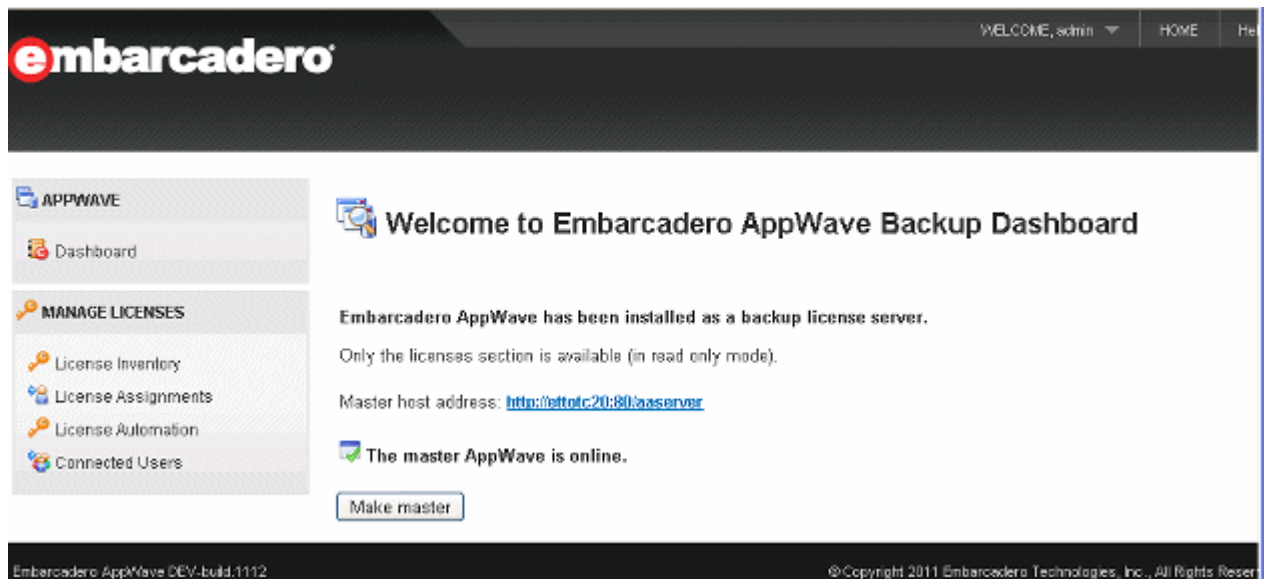 WELCOME, admin HOME Hel
embarcadero
APPWAVE
Dashboard
MANAGE LICENSES
License Inventory
License Assignments
License Automation
Connected Users
Welcome to Embarcadero AppWave Backup Dashboard
Embarcadero AppWave has been installed as a backup license server.
Only the licenses section is available (in read only mode).
Master host address: http://ettotc20:80/aaserver
The master AppWave is online.
Make master
Embarcadero AppWave DEV-build.1112
© Copyright 2011 Embarcadero Technologies, Inc., All Rights Reser